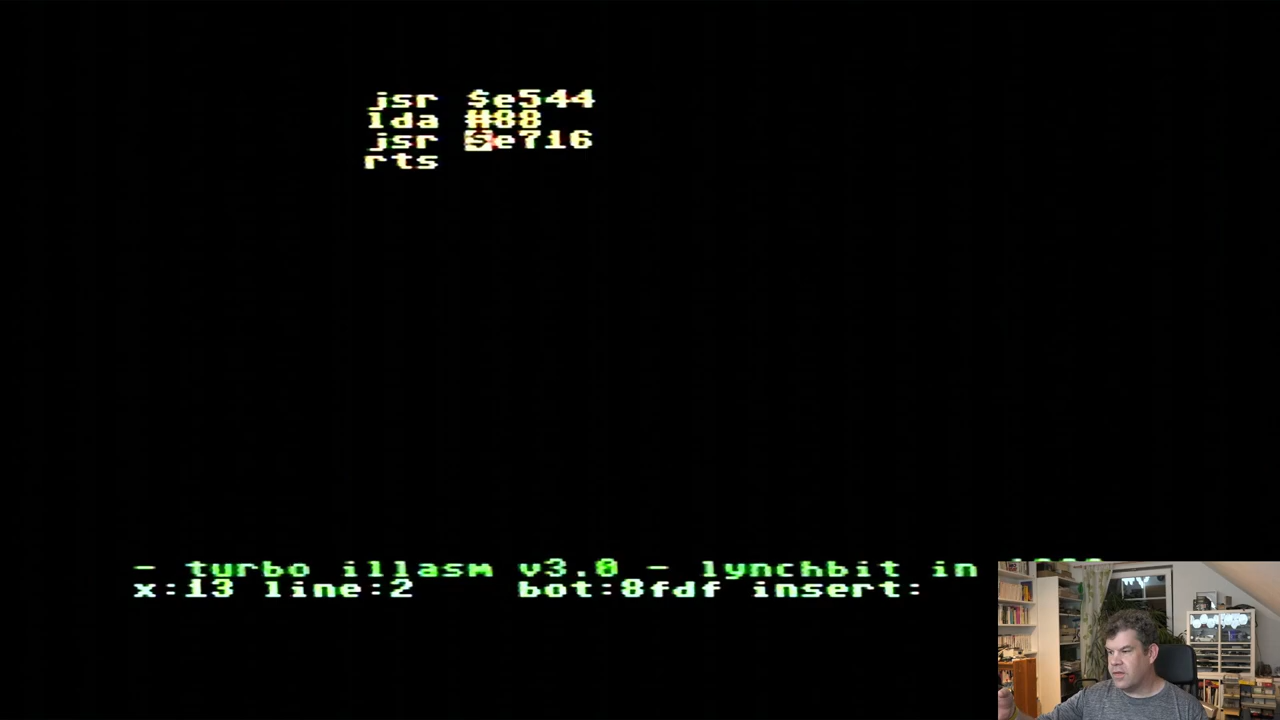 jsr $e544
lda #88
jsr $e716
rts
- turbo illasm v3.0 - lynchbit in
x:13 line:2 bot:8fdf insert: